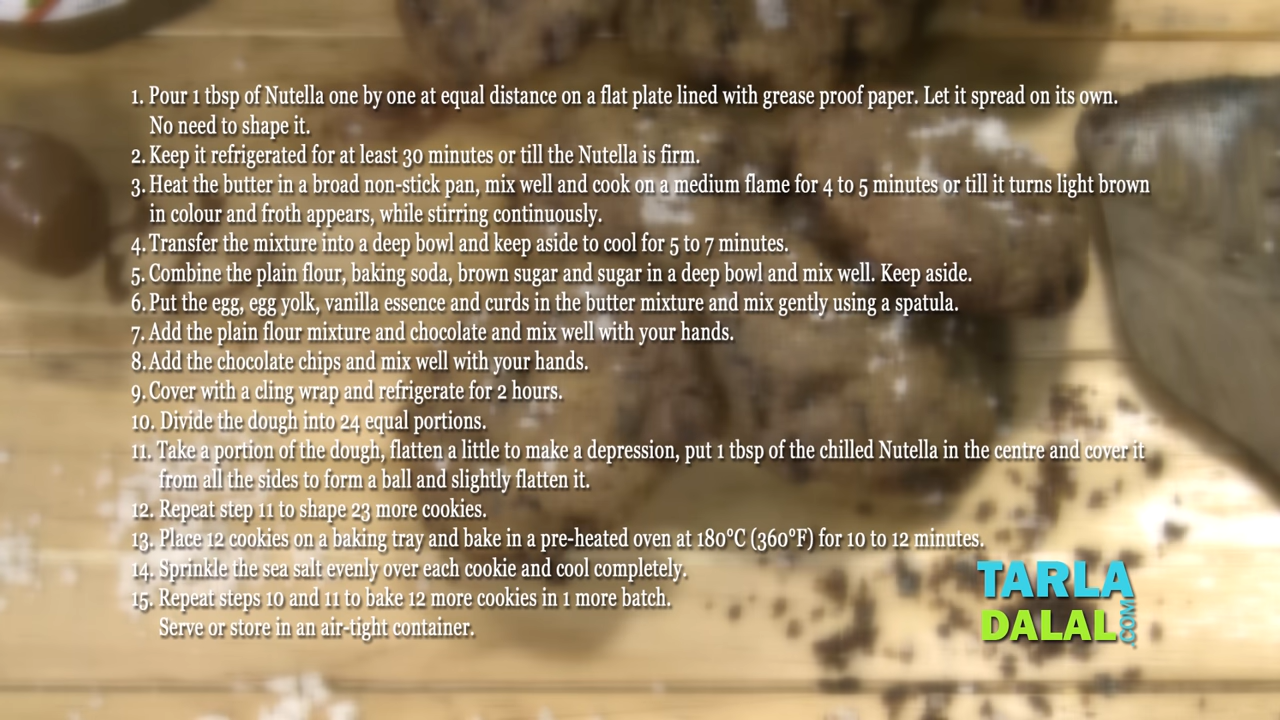 1. Pour 1 tbsp of Nutella one by one at equal distance on a flat plate lined with grease proof paper. Let it spread on its own.
No need to shape it.
2. Keep it refrigerated for at least 30 minutes or till the Nutella is firm.
3. Heat the butter in a broad non-stick pan, mix well and cook on a medium flame for 4 to 5 minutes or till it turns light brown
in colour and froth appears, while stirring continuously.
4. Transfer the mixture into a deep bowl and keep aside to cool for 5 to 7 minutes.
5. Combine the plain flour, baking soda, brown sugar and sugar in a deep bowl and mix well. Keep aside.
6. Put the egg, egg yolk, vanilla essence and curds in the butter mixture and mix gently using a spatula.
7. Add the plain flour mixture and chocolate and mix well with your hands.
8. Add the chocolate chips and mix well with your hands.
9. Cover with a cling wrap and refrigerate for 2 hours.
10. Divide the dough into 24 equal portions.
11. Take a portion of the dough, flatten a little to make a depression, put 1 tbsp of the chilled Nutella in the centre and cover it
from all the sides to form a ball and slightly flatten it.
12. Repeat step 11 to shape 23 more cookies.
13. Place 12 cookies on a baking tray and bake in a pre-heated oven at 180°C (360°F) for 10 to 12 minutes.
14. Sprinkle the sea salt evenly over each cookie and cool completely.
15. Repeat steps 10 and 11 to bake 12 more cookies in 1 more batch.
Serve or store in an air-tight container.
TARLA
DALAL.COM